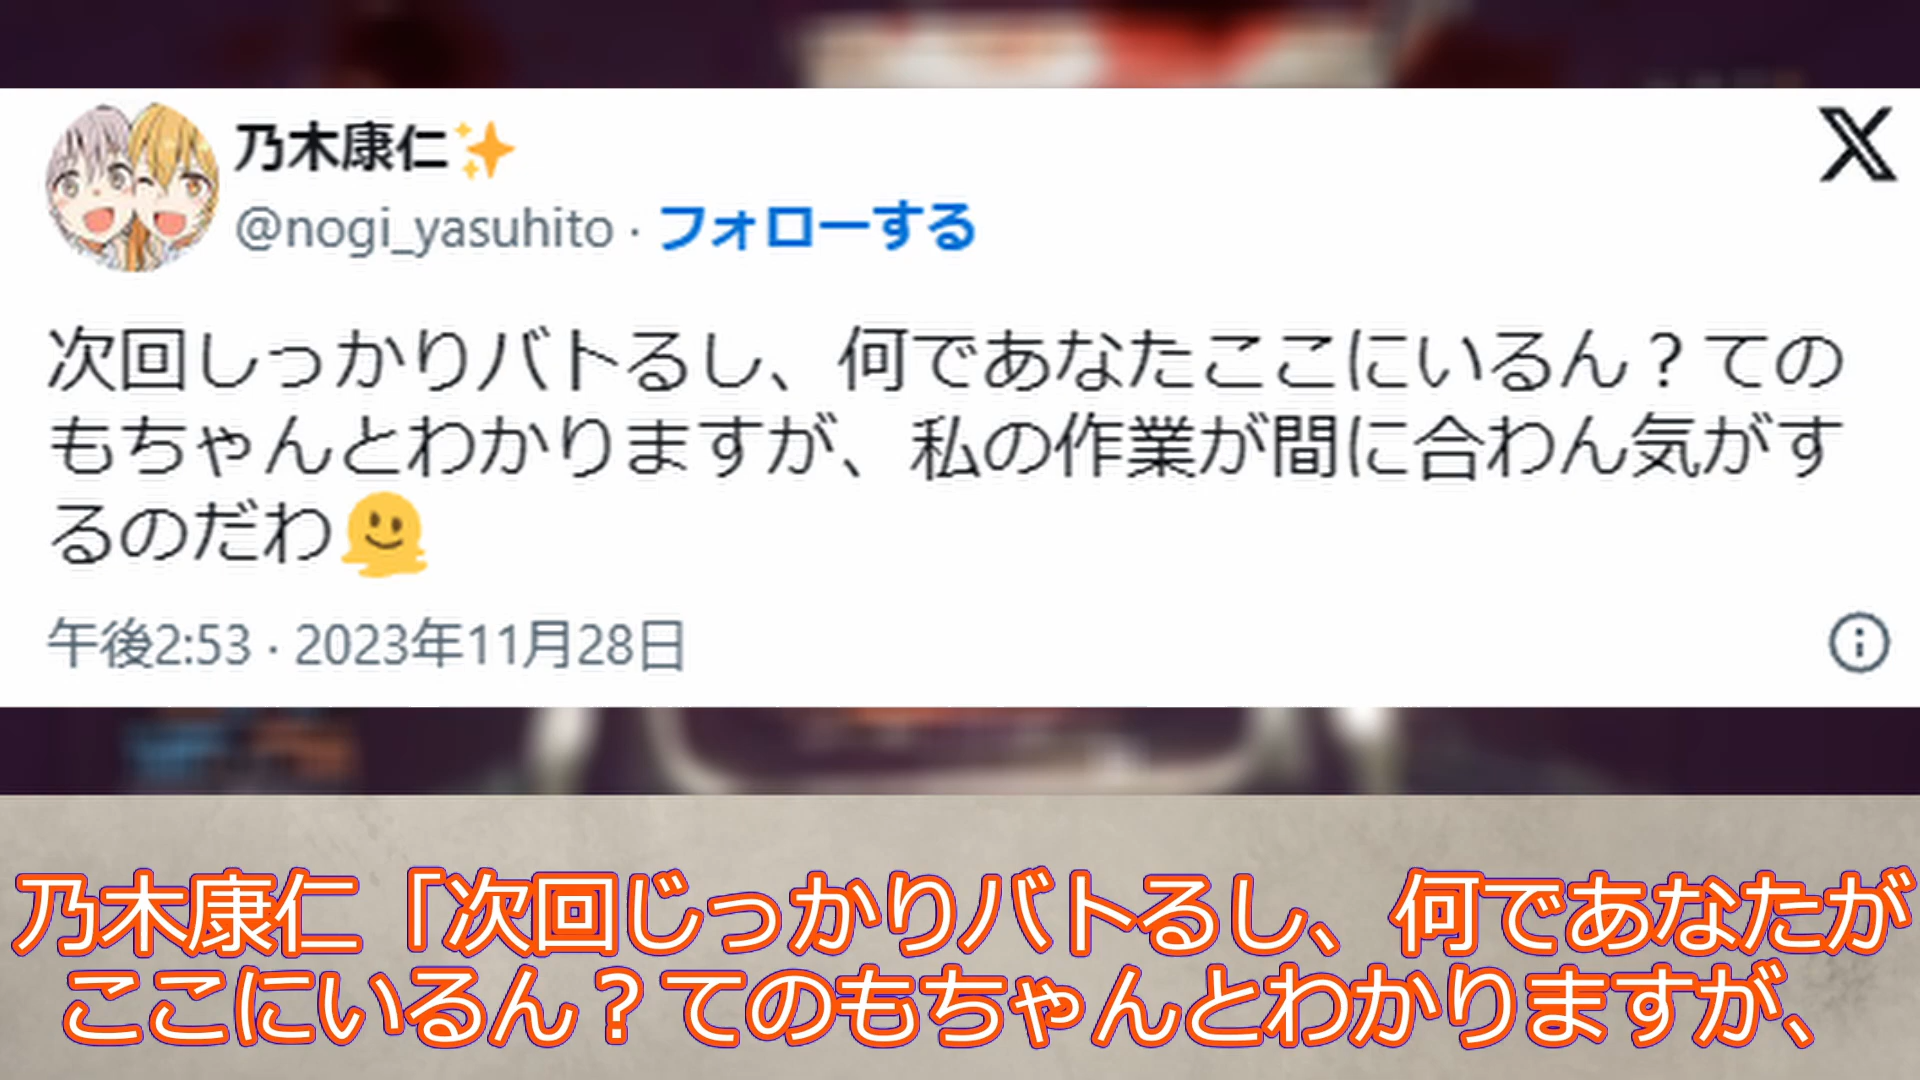 乃木康仁✨
@nogi_yasuhito · フォローする
次回しっかりバトるし、何であなたここにいるん？ての
もちゃんとわかりますが、私の作業が間に合わん気がす
るのだわ🫠
午後2:53 · 2023年11月28日
乃木康仁「次回じっかりバトるし、何であなたが
ここにいるん？てのもちゃんとわかりますが、